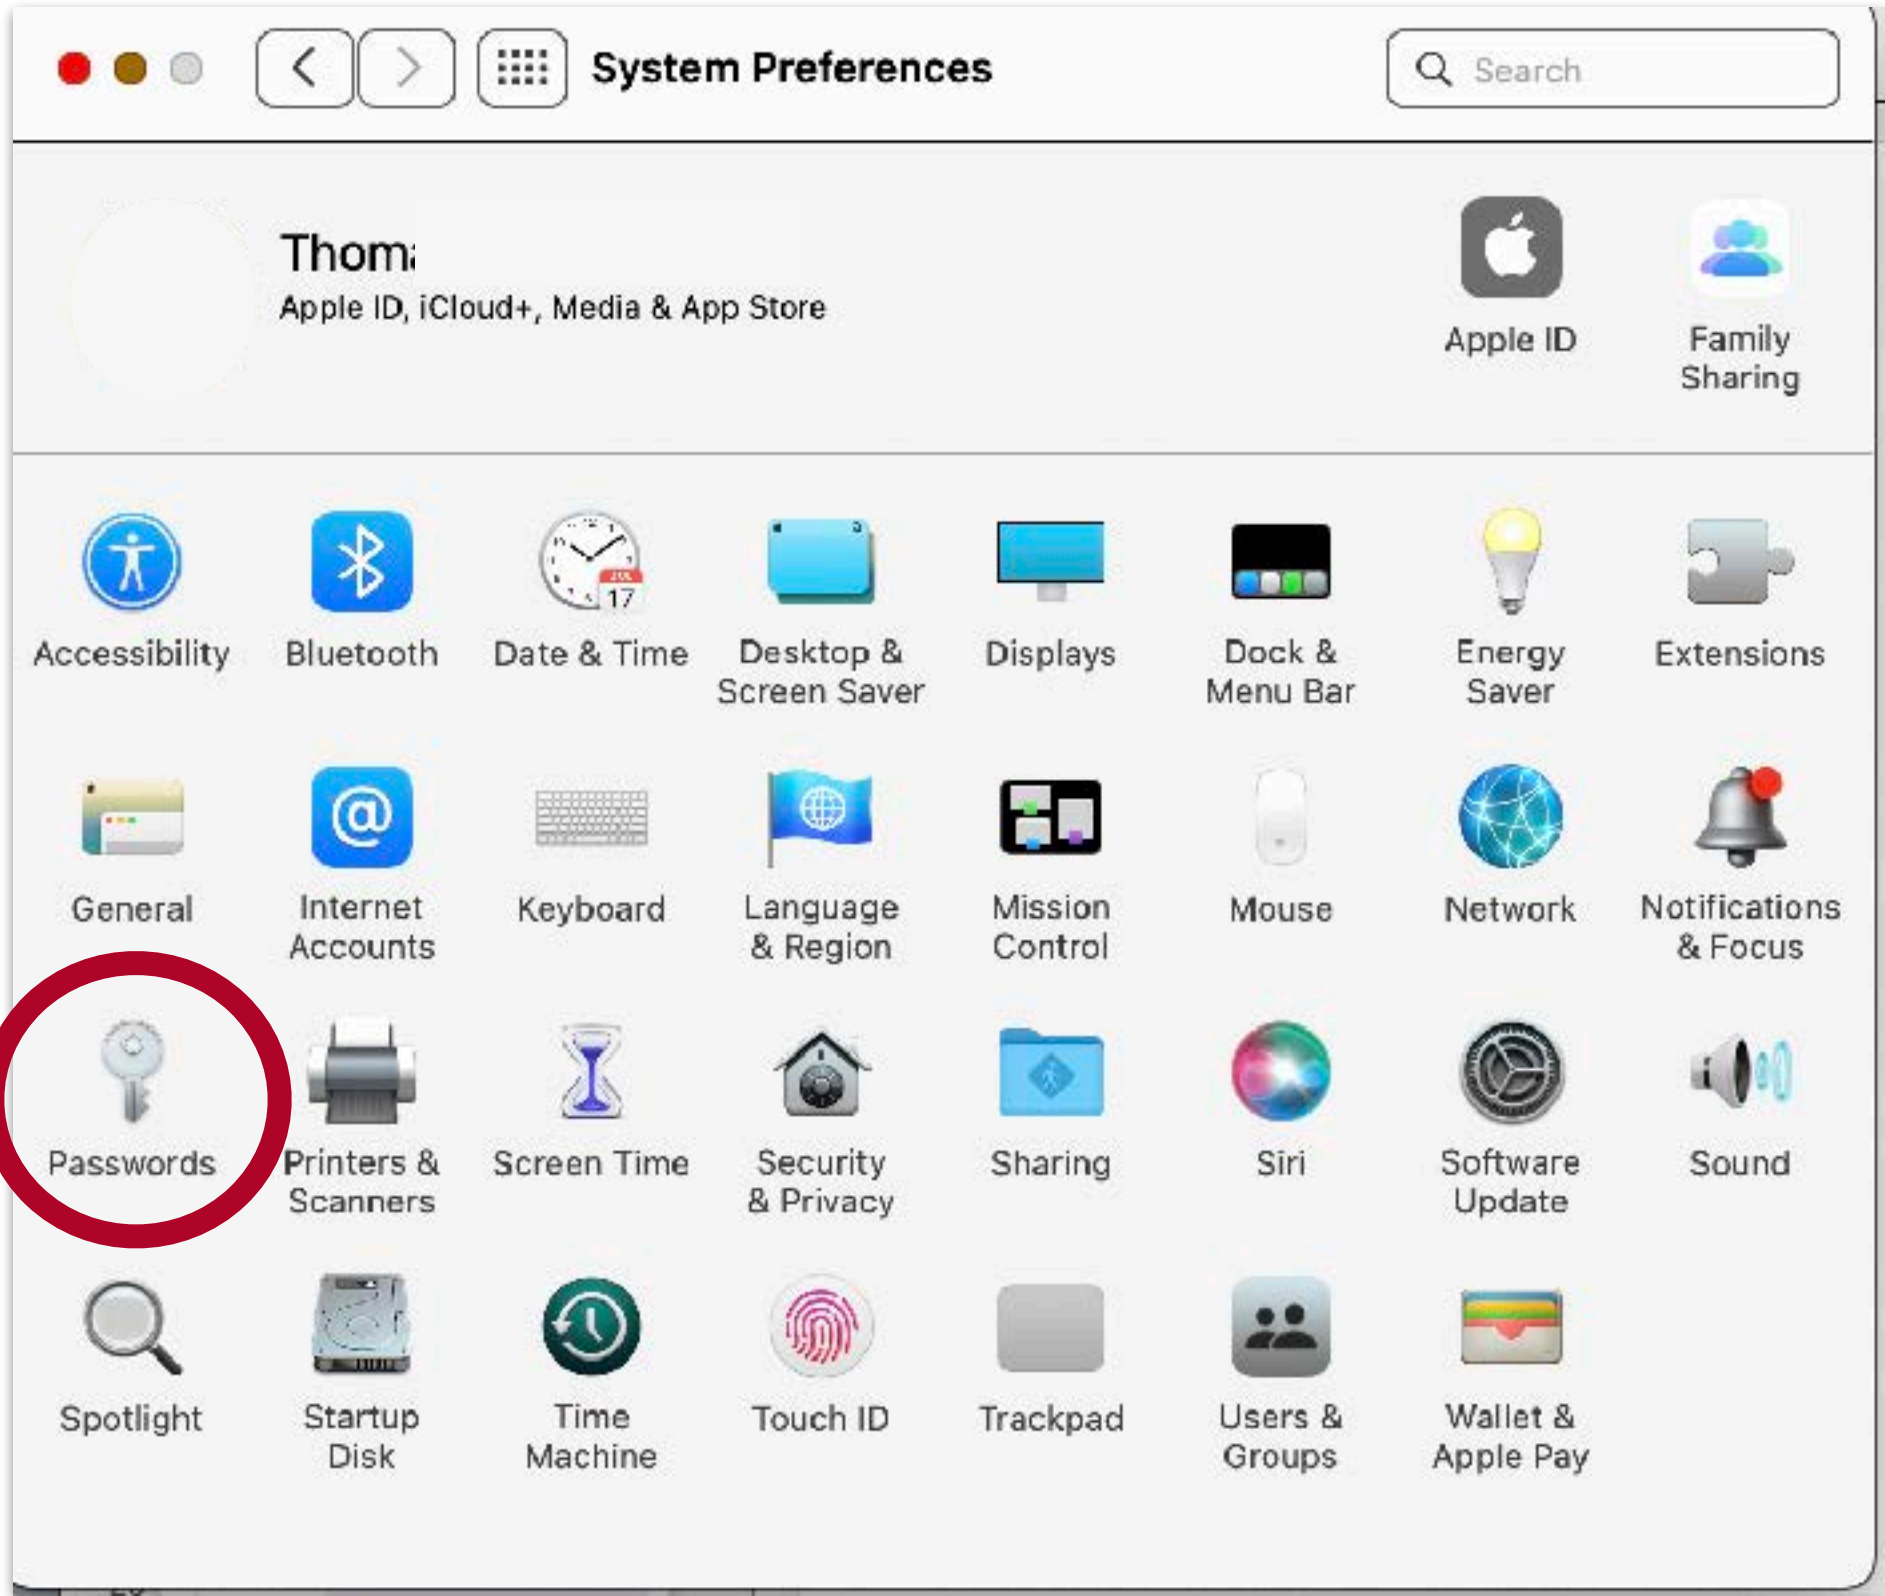 System Preferences
Search
Apple ID, iCloud+, Media & App Store
Apple ID
Family
Sharing
Accessibility
Bluetooth
JUL
17
Date & Time
Desktop &
Screen Saver
Displays
Dock &
Menu Bar
Energy
Saver
Extensions
General
@
Internet
Accounts
Keyboard
Language
& Region
Mission
Control
Mouse
Network
Notifications
& Focus
Passwords
Printers &
Scanners
Screen Time
Security
& Privacy
Sharing
Siri
Software
Update
Sound
Spotlight
Startup
Disk
Time
Machine
Touch ID
Trackpad
Users &
Groups
Wallet &
Apple Pay